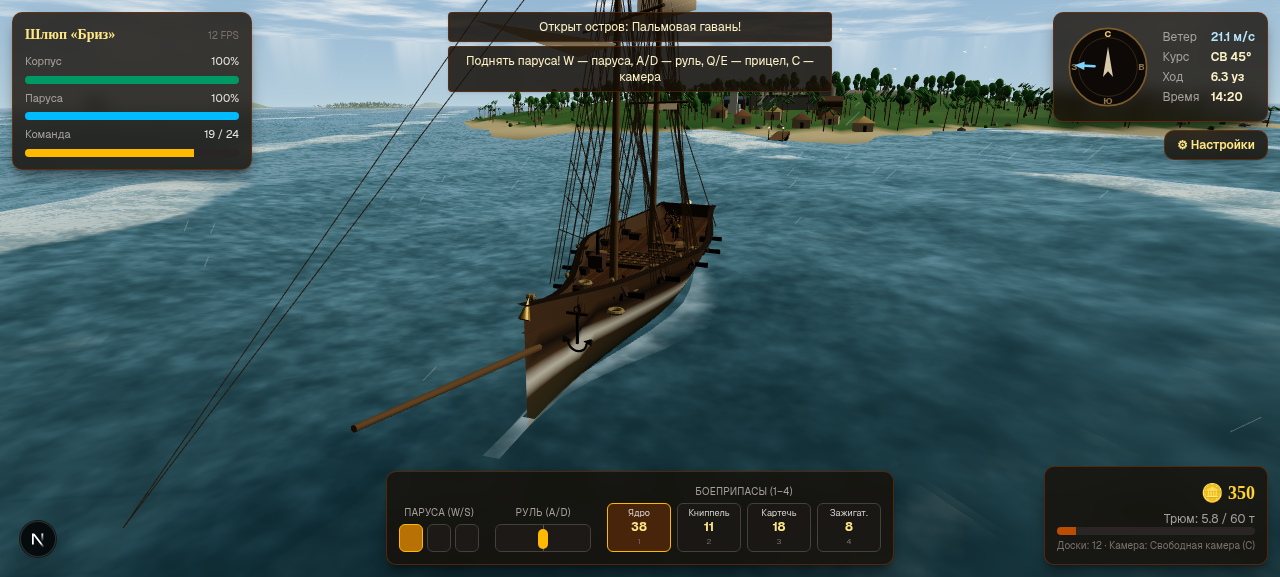 Шлюп «Бриз»
12 FPS
Корпус 100%
Паруса 100%
Команда 19 / 24
Открыт остров: Пальмовая гавань!
Поднять паруса! W — паруса, A/D — руль, Q/E — прицел, C —
камера
С
З В
Ю
Ветер 21.1 м/с
Курс СВ 45°
Ход 6.3 уз
Время 14:20
⚙ Настройки
N
БОЕПРИПАСЫ (1–4)
ПАРУСА (W/S) РУЛЬ (A/D)
Ядро Книппель Картечь Зажигат.
38 11 18 8
1 2 3 4
350
Трюм: 5.8 / 60 т
Доски: 12 · Камера: Свободная камера (C)